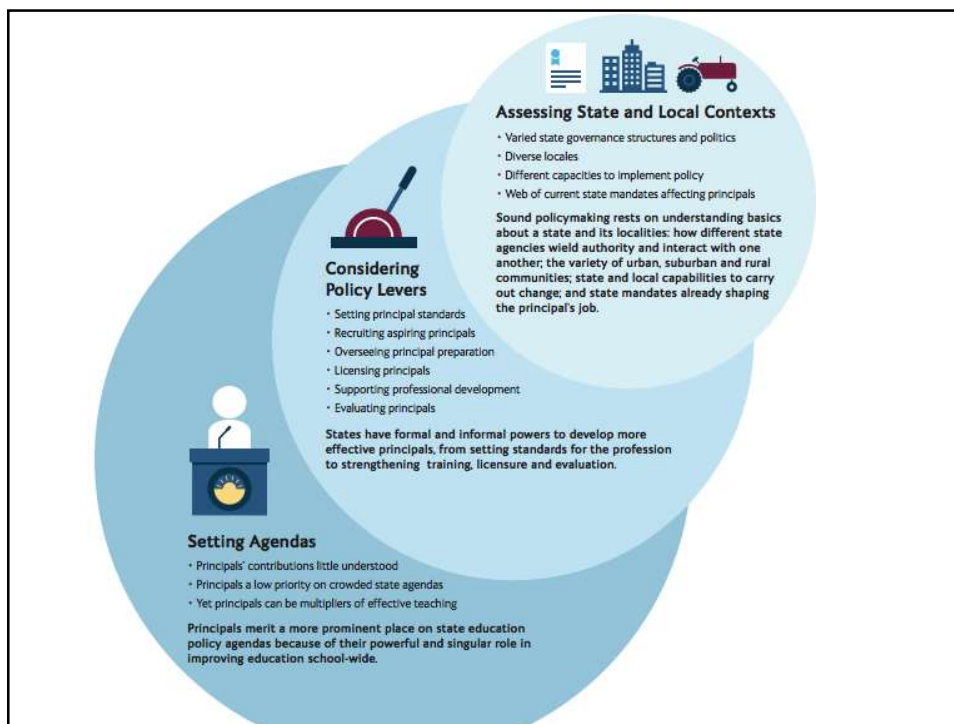 Assessing State and Local Contexts
• Varied state governance structures and politics
• Diverse locales
• Different capacities to implement policy
• Web of current state mandates affecting principals
Sound policymaking rests on understanding basics
about a state and its localities: how different state
agencies wield authority and interact with one
another; the variety of urban, suburban and rural
communities; state and local capabilities to carry
out change; and state mandates already shaping
the principal's job.
Considering
Policy Levers
• Setting principal standards
• Recruiting aspiring principals
• Overseeing principal preparation
• Licensing principals
• Supporting professional development
• Evaluating principals
States have formal and informal powers to develop more
effective principals, from setting standards for the profession
to strengthening training, licensure and evaluation.
Setting Agendas
• Principals' contributions little understood
• Principals a low priority on crowded state agendas
• Yet principals can be multipliers of effective teaching
Principals merit a more prominent place on state education
policy agendas because of their powerful and singular role in
improving education school-wide.